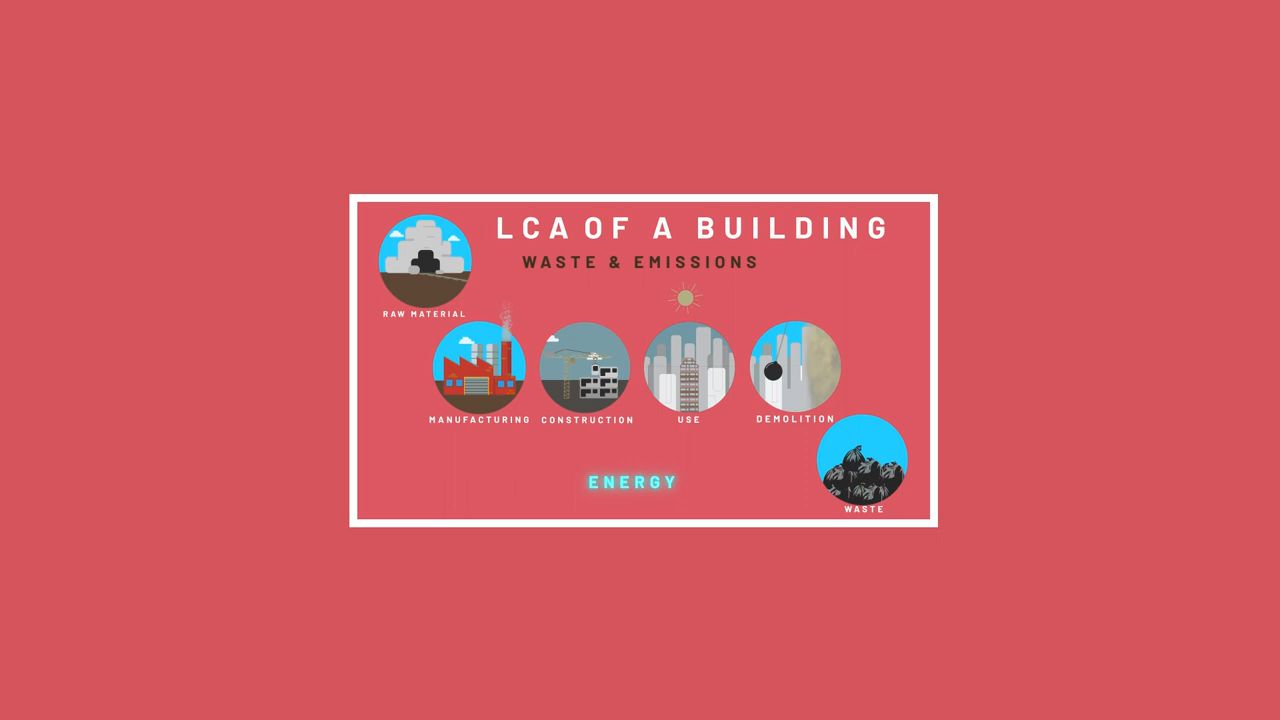 LCA OF A BUILDING
WASTE & EMISSIONS
RAW MATERIAL
MANUFACTURING
CONSTRUCTION
USE
DEMOLITION
ENERGY
WASTE